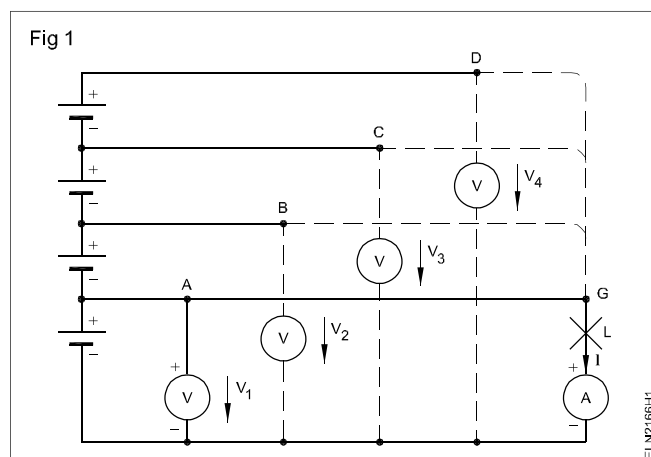 Fig 1
D
+
−
C
V
V4
+
−
B
V
V3
+
−
A
G
+
−
V
V2
L
I
+
+
V
V1
A
−
−
ELN2166H1